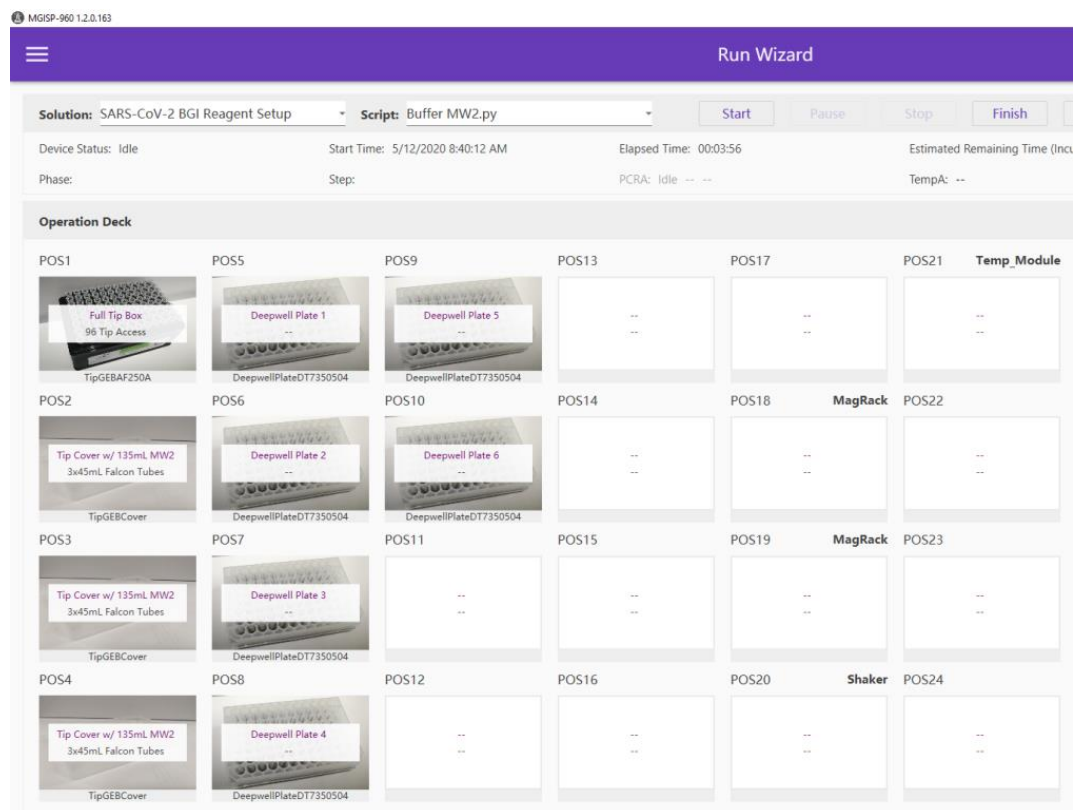 MGISP-960 1.2.0.163
Run Wizard
Solution: SARS-CoV-2 BGI Reagent Setup Script: Buffer MW2.py Start Pause Stop Finish
Device Status: Idle Start Time: 5/12/2020 8:40:12 AM Elapsed Time: 00:03:56 Estimated Remaining Time (Incu
Phase: Step: PCRA: Idle -- -- TempA: --
Operation Deck
POS1 POS5 POS9 POS13 POS17 POS21 Temp_Module
Full Tip Box Deepwell Plate 1 Deepwell Plate 5 -- -- --
96 Tip Access -- -- -- -- --
TipGEBAF250A DeepwellPlateDT7350504 DeepwellPlateDT7350504
POS2 POS6 POS10 POS14 POS18 MagRack POS22
Tip Cover w/ 135mL MW2 Deepwell Plate 2 Deepwell Plate 6 -- -- --
3x45mL Falcon Tubes -- -- -- -- --
TipGEBCover DeepwellPlateDT7350504 DeepwellPlateDT7350504
POS3 POS7 POS11 POS15 POS19 MagRack POS23
Tip Cover w/ 135mL MW2 Deepwell Plate 3 -- -- -- --
3x45mL Falcon Tubes -- -- -- -- --
TipGEBCover DeepwellPlateDT7350504
POS4 POS8 POS12 POS16 POS20 Shaker POS24
Tip Cover w/ 135mL MW2 Deepwell Plate 4 -- -- -- --
3x45mL Falcon Tubes -- -- -- -- --
TipGEBCover DeepwellPlateDT7350504